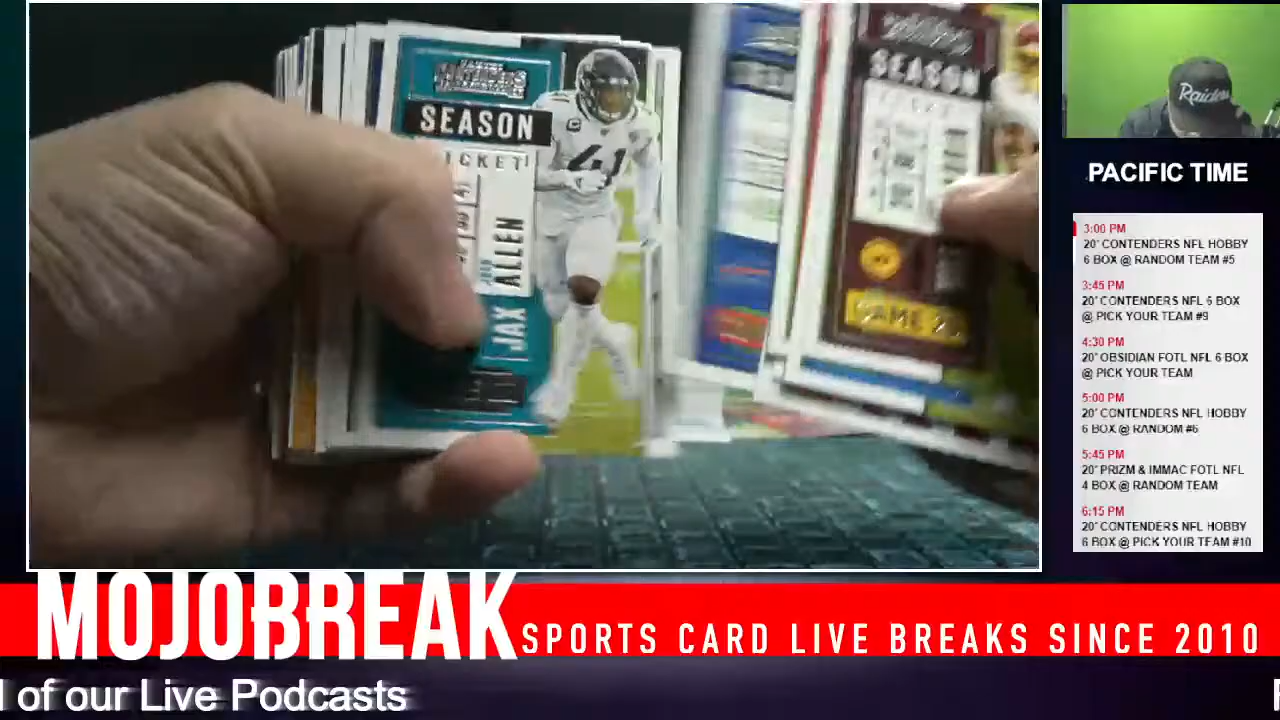 SEASON
TICKET
JOSH
ALLEN
JAX
41
SEASON
Raiders
PACIFIC TIME
3:00 PM
20' CONTENDERS NFL HOBBY
6 BOX @ RANDOM TEAM #5
3:45 PM
20' CONTENDERS NFL 6 BOX
@ PICK YOUR TEAM #9
4:30 PM
20' OBSIDIAN FOTL NFL 6 BOX
@ PICK YOUR TEAM
5:00 PM
20' CONTENDERS NFL HOBBY
6 BOX @ RANDOM #6
5:45 PM
20' PRIZM & IMMAC FOTL NFL
4 BOX @ RANDOM TEAM
6:15 PM
20' CONTENDERS NFL HOBBY
6 BOX @ PICK YOUR TEAM #10
MOJOBREAK
SPORTS CARD LIVE BREAKS SINCE 2010
of our Live Podcasts